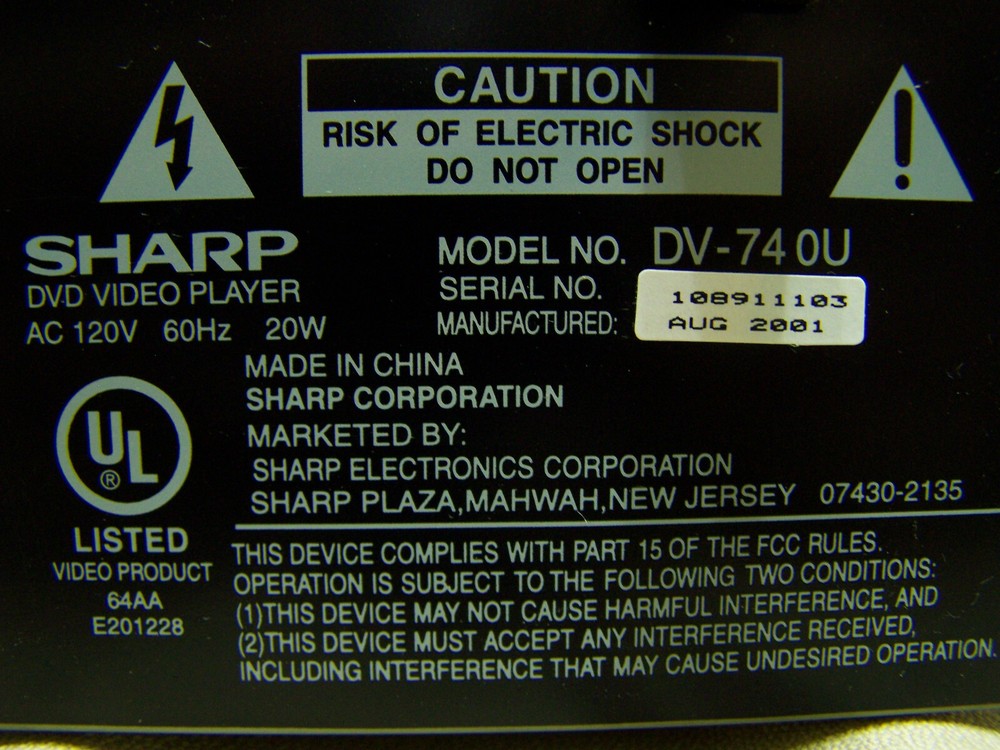 CAUTION
RISK OF ELECTRIC SHOCK
DO NOT OPEN
SHARP
DVD VIDEO PLAYER
AC 120V 60Hz 20W
MODEL NO. DV-740U
SERIAL NO. 108911103
MANUFACTURED: AUG 2001
MADE IN CHINA
SHARP CORPORATION
MARKETED BY:
SHARP ELECTRONICS CORPORATION
SHARP PLAZA,MAHWAH,NEW JERSEY 07430-2135
UL
®
LISTED
VIDEO PRODUCT
64AA
E201228
THIS DEVICE COMPLIES WITH PART 15 OF THE FCC RULES.
OPERATION IS SUBJECT TO THE FOLLOWING TWO CONDITIONS:
(1)THIS DEVICE MAY NOT CAUSE HARMFUL INTERFERENCE, AND
(2)THIS DEVICE MUST ACCEPT ANY INTERFERENCE RECEIVED,
INCLUDING INTERFERENCE THAT MAY CAUSE UNDESIRED OPERATION.